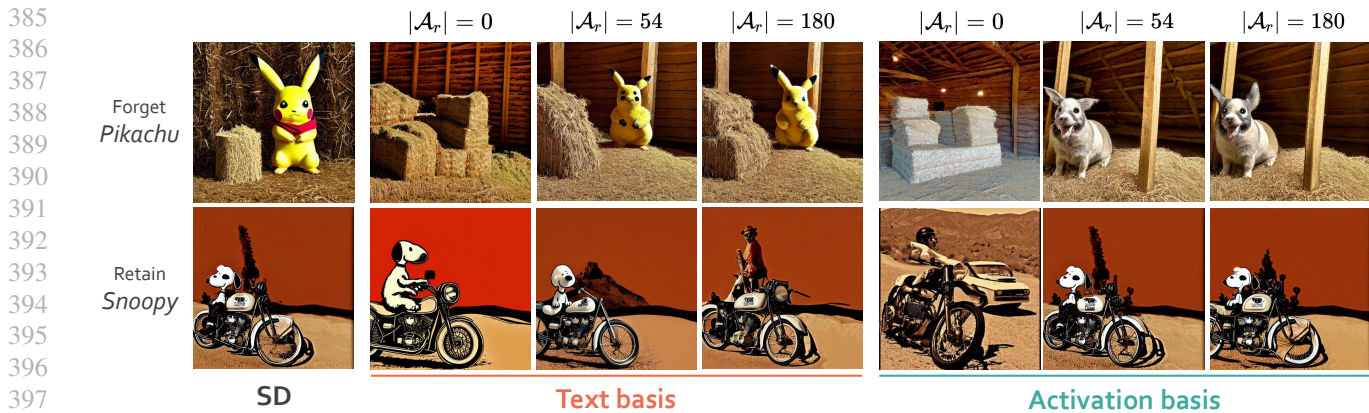 385
386
387
388
389
390
391
392
393
394
395
396
397
|𝒜ᵣ| = 0 |𝒜ᵣ| = 54 |𝒜ᵣ| = 180 |𝒜ᵣ| = 0 |𝒜ᵣ| = 54 |𝒜ᵣ| = 180
Forget
Pikachu
Retain
Snoopy
SD Text basis Activation basis